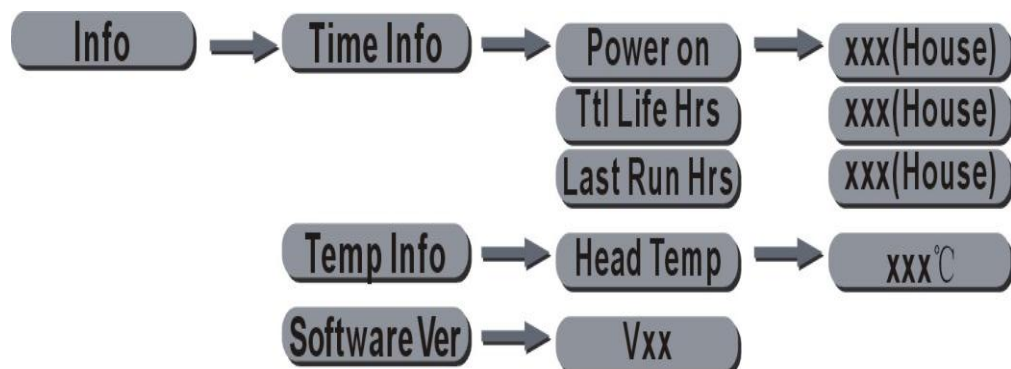 Info Time Info Power on xxx(House)
Ttl Life Hrs xxx(House)
Last Run Hrs xxx(House)
Temp Info Head Temp xxx℃
Software Ver Vxx